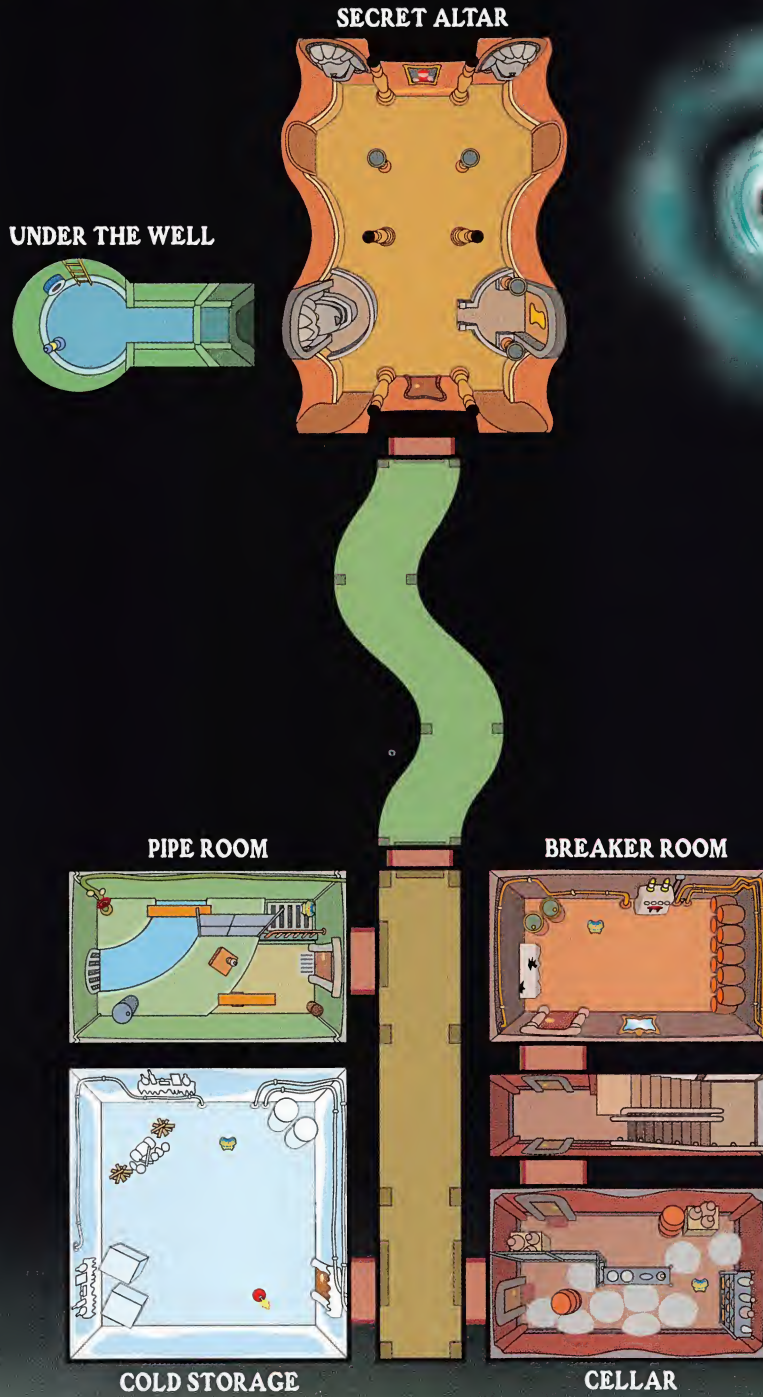 SECRET ALTAR
UNDER THE WELL
PIPE ROOM
BREAKER ROOM
COLD STORAGE
CELLAR